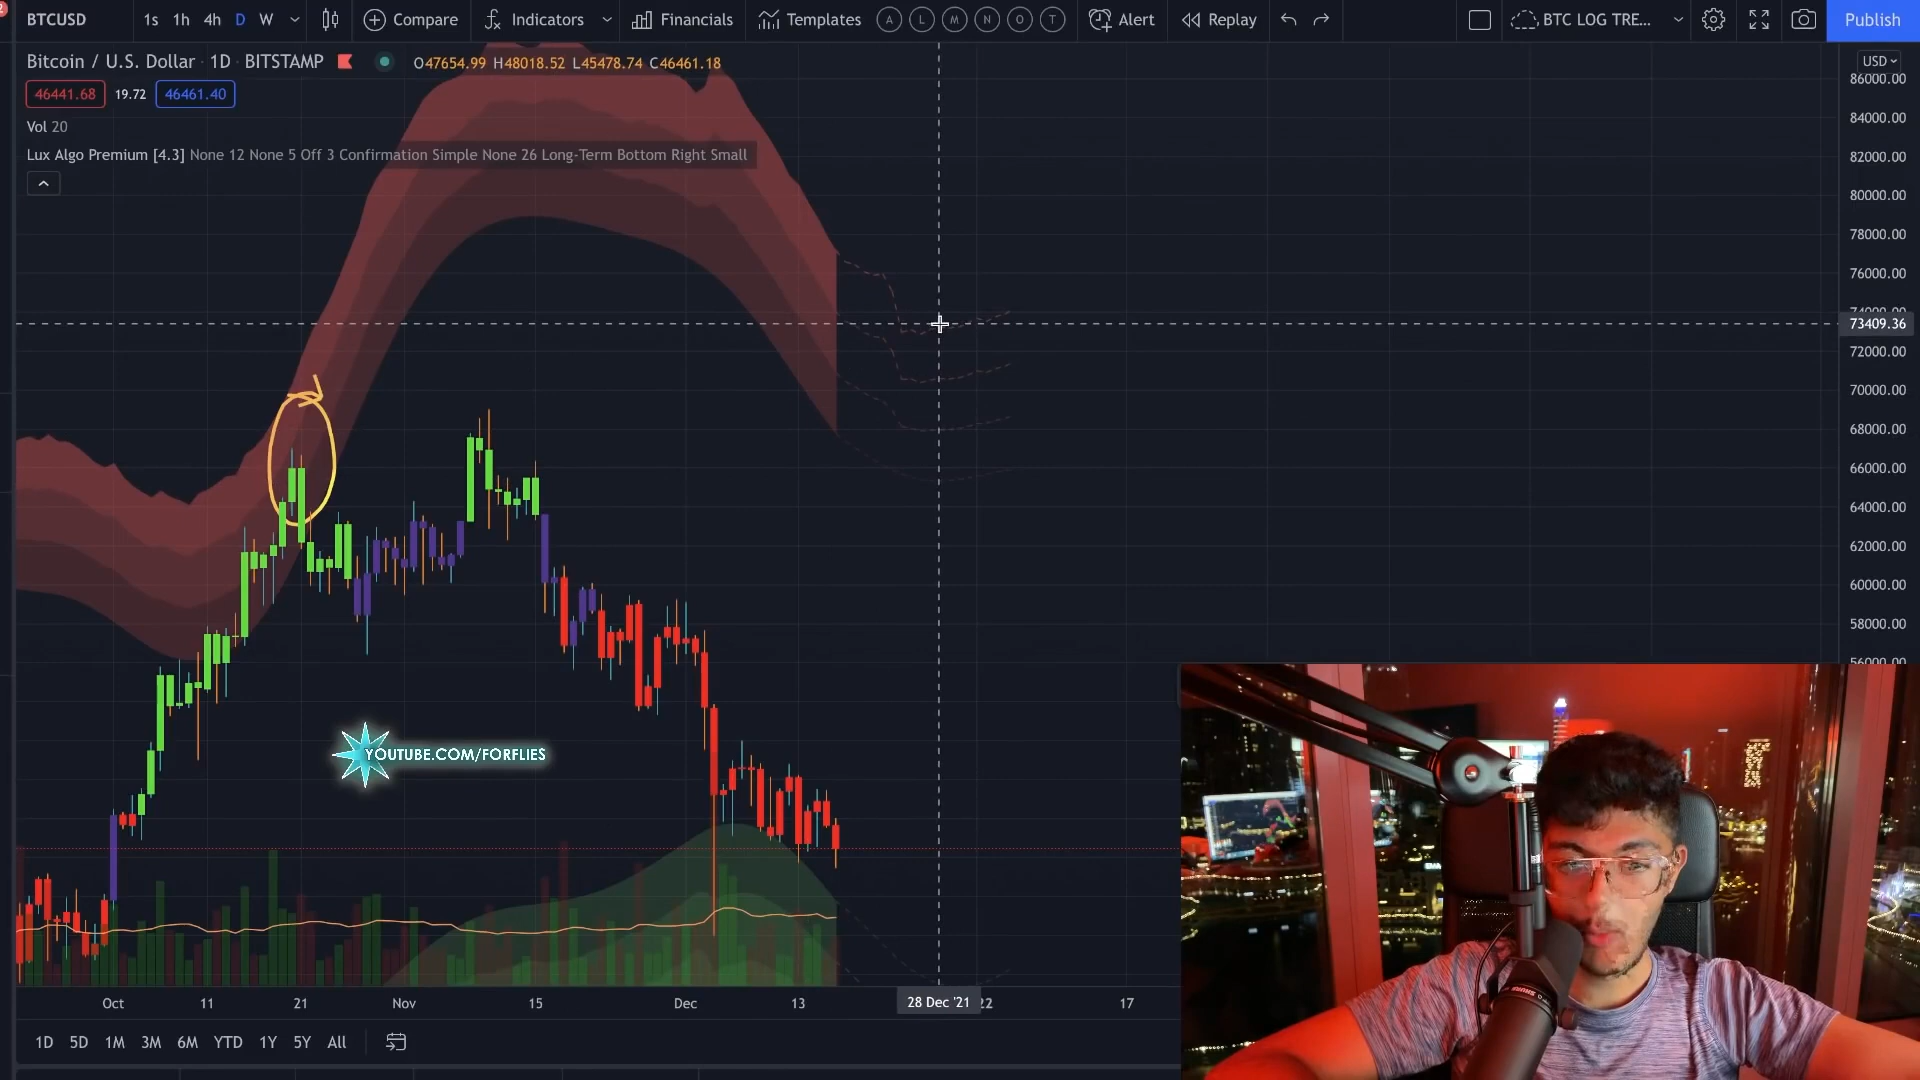 BTCUSD 1s 1h 4h D W Compare Indicators Financials Templates A L M N O T Alert Replay BTC LOG TRE... Publish
Bitcoin / U.S. Dollar · 1D · BITSTAMP O47654.99 H48018.52 L45478.74 C46461.18
USD
46441.68 19.72 46461.40
Vol 20
Lux Algo Premium [4.3] None 12 None 5 Off 3 Confirmation Simple None 26 Long-Term Bottom Right Small
86000.00
84000.00
82000.00
80000.00
78000.00
76000.00
74000.00
73409.36
72000.00
70000.00
68000.00
66000.00
64000.00
62000.00
60000.00
58000.00
56000.00
YOUTUBE.COM/FORFLIES
Oct 11 21 Nov 15 Dec 13 28 Dec '21 22 17
1D 5D 1M 3M 6M YTD 1Y 5Y All